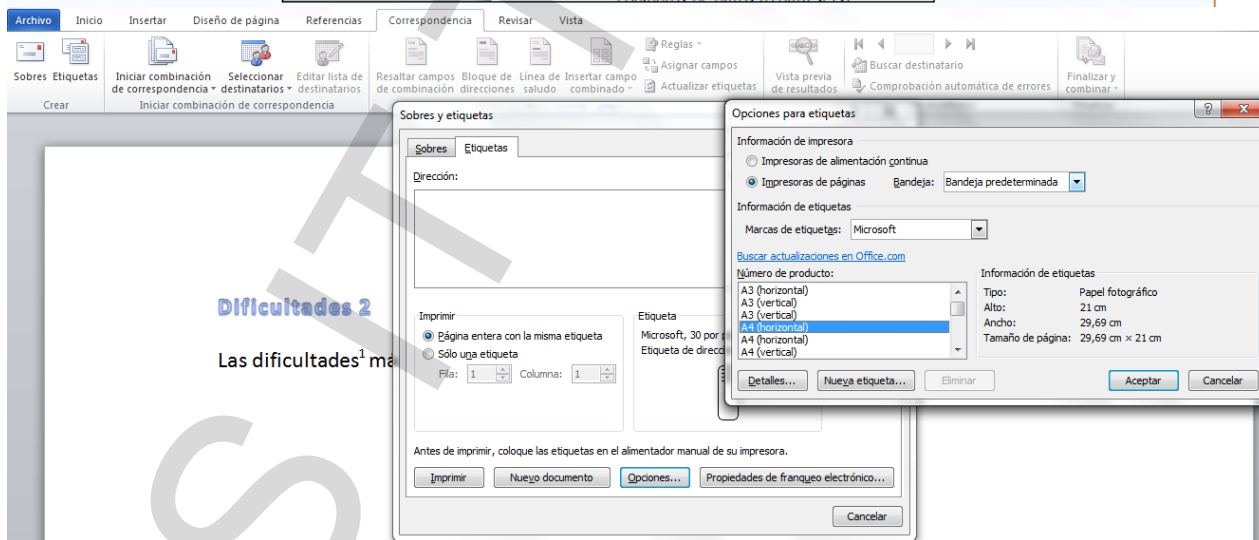 Archivo Inicio Insertar Diseño de página Referencias Correspondencia Revisar Vista
Sobres Etiquetas
Crear
Iniciar combinación de correspondencia
Seleccionar destinatarios
Editar lista de destinatarios
Iniciar combinación de correspondencia
Resaltar campos de combinación
Bloque de direcciones
Línea de saludo
Insertar campo combinado
Reglas
Asignar campos
Actualizar etiquetas
ABC
Vista previa de resultados
Buscar destinatario
Comprobación automática de errores
Finalizar y combinar
Dificultades 2
Las dificultades1 má
Sobres y etiquetas
Sobres Etiquetas
Dirección:
Imprimir
Página entera con la misma etiqueta
Sólo una etiqueta
Fila: 1 Columna: 1
Etiqueta
Microsoft, 30 por
Etiqueta de direcci
Antes de imprimir, coloque las etiquetas en el alimentador manual de su impresora.
Imprimir Nuevo documento Opciones... Propiedades de franqueo electrónico...
Cancelar
Opciones para etiquetas
Información de impresora
Impresoras de alimentación continua
Impresoras de páginas Bandeja: Bandeja predeterminada
Información de etiquetas
Marcas de etiquetas: Microsoft
Buscar actualizaciones en Office.com
Número de producto:
A3 (horizontal)
A3 (vertical)
A3 (vertical)
A4 (horizontal)
A4 (horizontal)
A4 (vertical)
Información de etiquetas
Tipo: Papel fotográfico
Alto: 21 cm
Ancho: 29,69 cm
Tamaño de página: 29,69 cm × 21 cm
Detalles... Nueva etiqueta... Eliminar Aceptar Cancelar
S I T